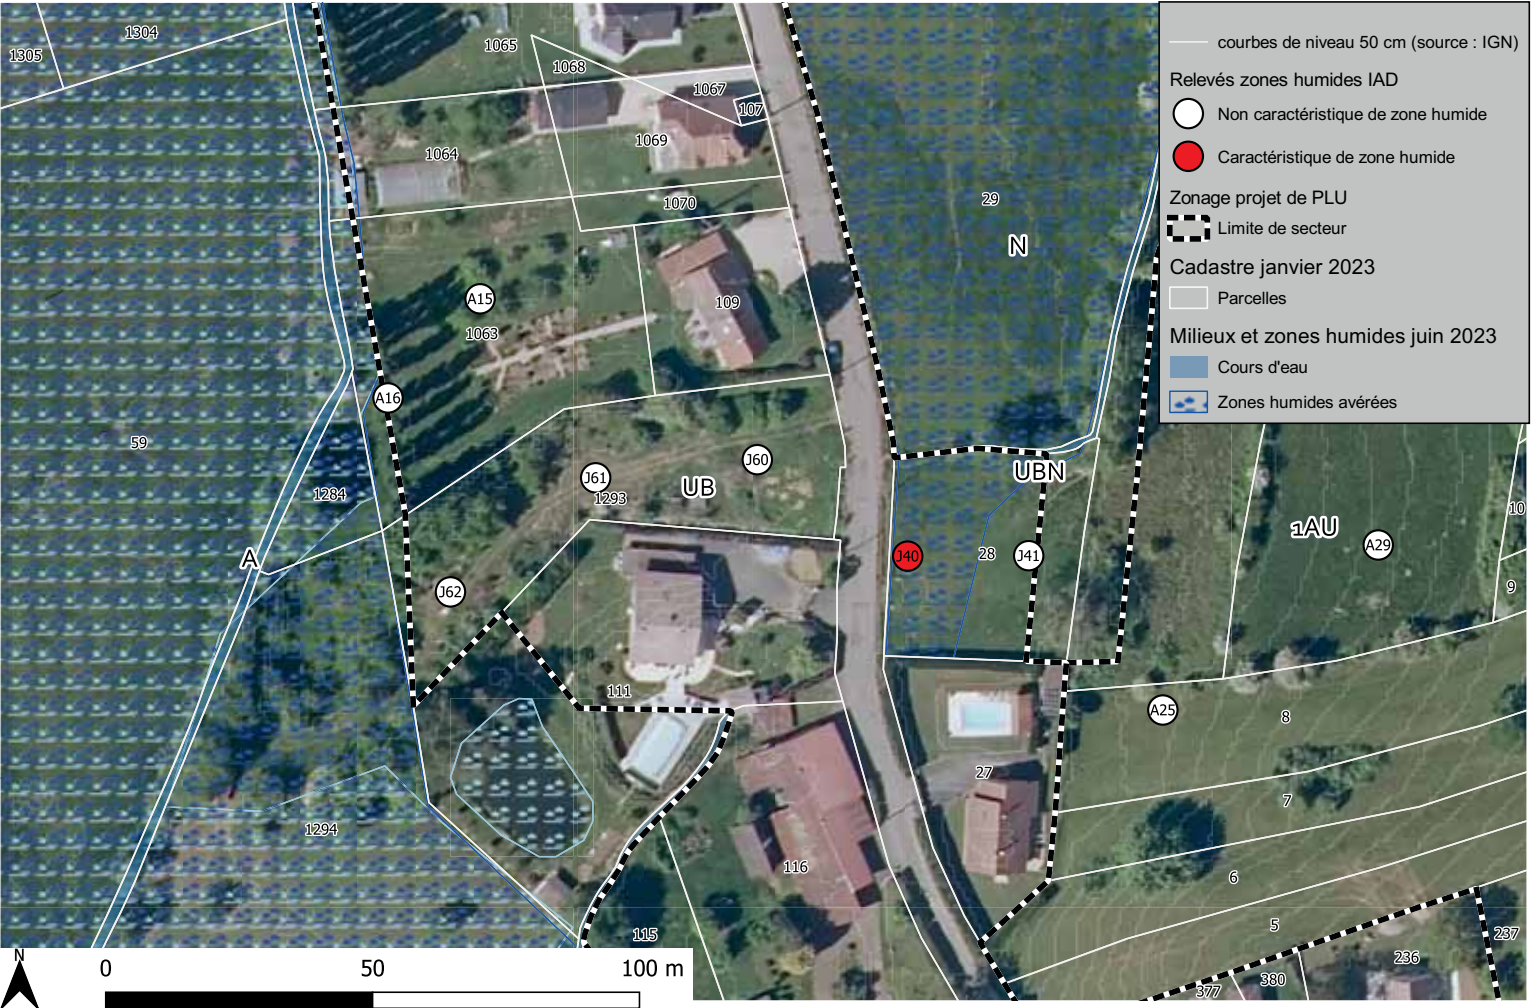 courbes de niveau 50 cm (source : IGN)
Relevés zones humides IAD
Non caractéristique de zone humide
Caractéristique de zone humide
Zonage projet de PLU
Limite de secteur
Cadastre janvier 2023
Parcelles
Milieux et zones humides juin 2023
Cours d'eau
Zones humides avérées
1304
1305
1065
1068
1067
107
1069
1064
1070
29
N
A15
1063
109
A16
59
J60
J61
1293
UB
UBN
1284
10
1AU
A29
A
J40
28
J41
9
J62
111
A25
8
27
7
1294
116
6
5
115
237
236
380
377
N
0 50 100 m